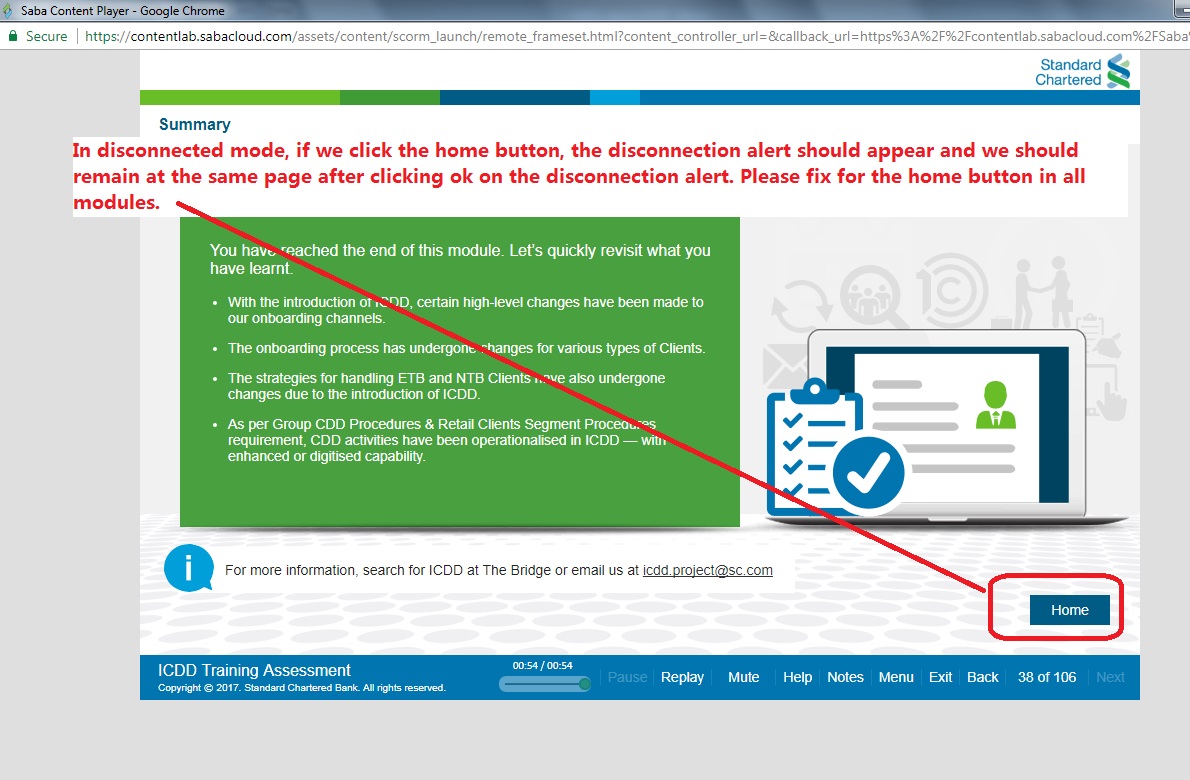 Saba Content Player - Google Chrome
Secure | https://contentlab.sabacloud.com/assets/content/scorm_launch/remote_frameset.html?content_controller_url=&callback_url=https%3A%2F%2Fcontentlab.sabacloud.com%2FSaba%
Standard
Chartered
Summary
In disconnected mode, if we click the home button, the disconnection alert should appear and we should
remain at the same page after clicking ok on the disconnection alert. Please fix for the home button in all
modules.
You have reached the end of this module. Let's quickly revisit what you
have learnt.
• With the introduction of ICDD, certain high-level changes have been made to
our onboarding channels.
• The onboarding process has undergone changes for various types of Clients.
• The strategies for handling ETB and NTB Clients have also undergone
changes due to the introduction of ICDD.
• As per Group CDD Procedures & Retail Clients Segment Procedures
requirement, CDD activities have been operationalised in ICDD — with
enhanced or digitised capability.
i For more information, search for ICDD at The Bridge or email us at icdd.project@sc.com
Home
ICDD Training Assessment
Copyright © 2017. Standard Chartered Bank. All rights reserved.
00:54 / 00:54
Pause Replay Mute Help Notes Menu Exit Back 38 of 106 Next